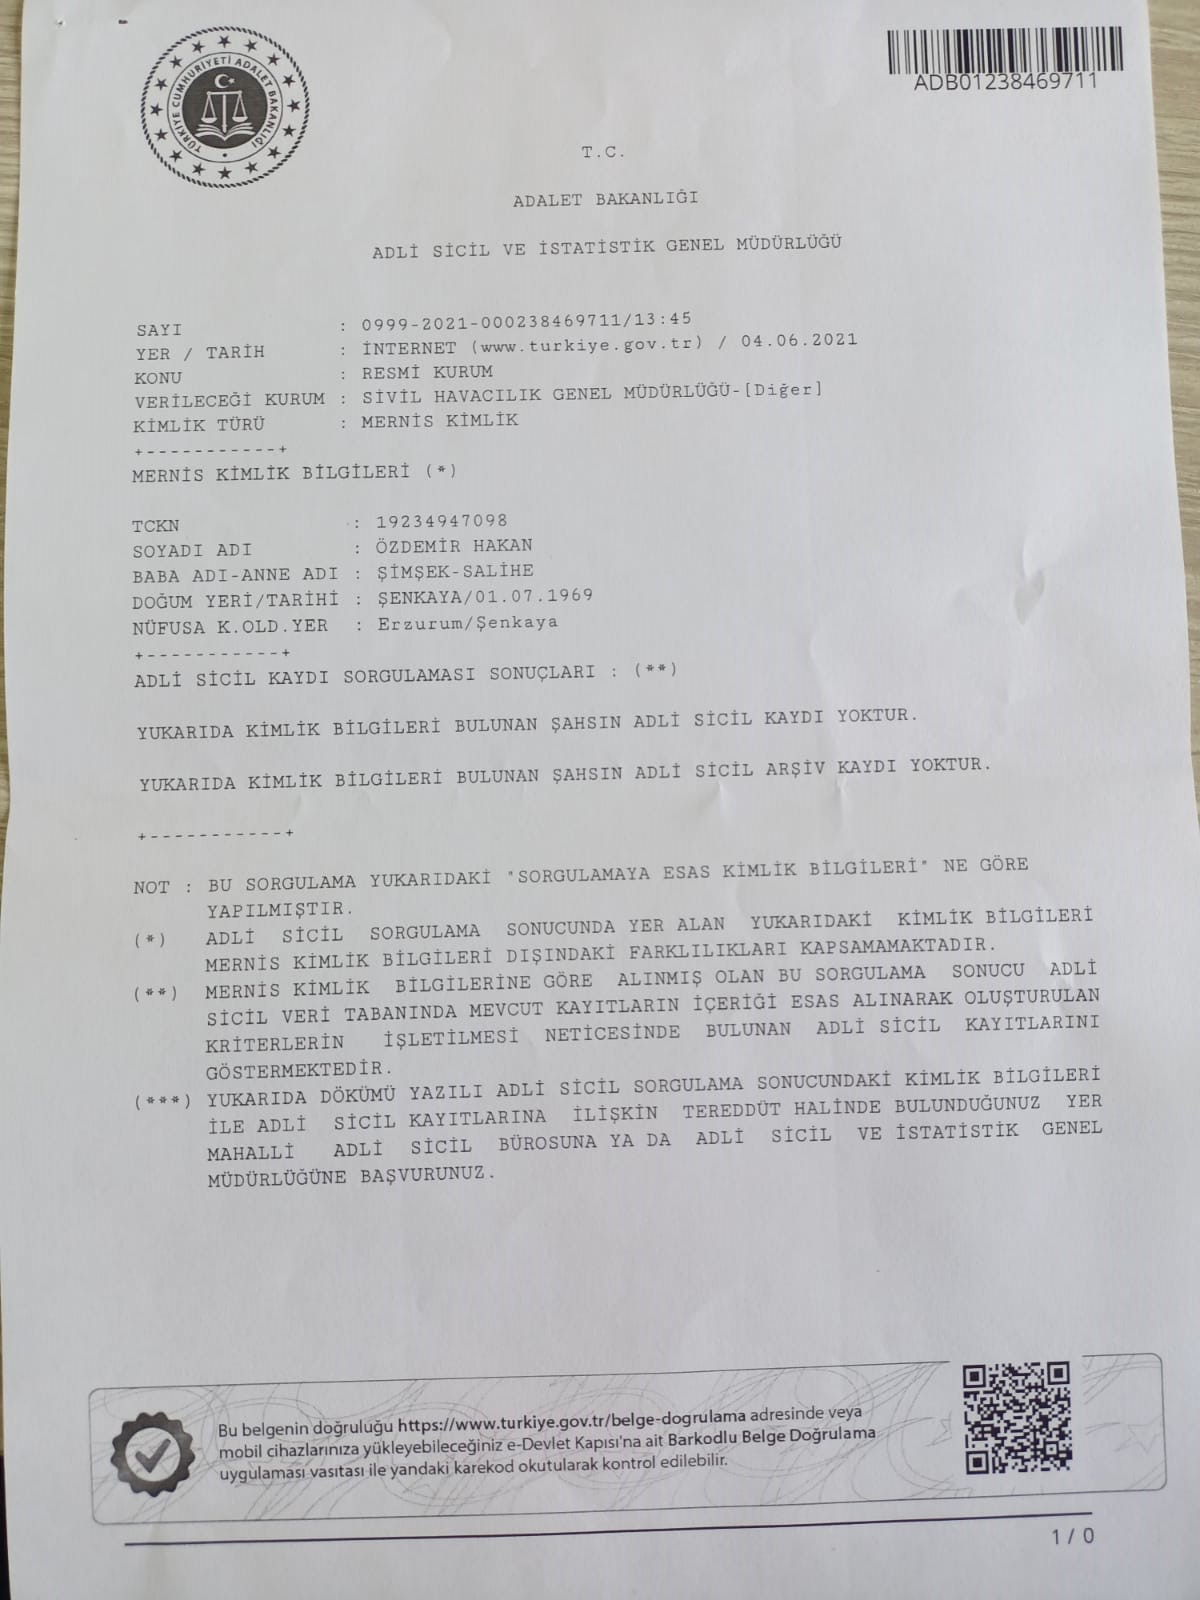 TÜRKİYE CUMHURİYETİ ADALET BAKANLIĞI
ADB01238469711
T.C.
ADALET BAKANLIĞI
ADLİ SİCİL VE İSTATİSTİK GENEL MÜDÜRLÜĞÜ
SAYI : 0999-2021-000238469711/13:45
YER / TARİH : İNTERNET (www.turkiye.gov.tr) / 04.06.2021
KONU : RESMİ KURUM
VERİLECEĞİ KURUM : SİVİL HAVACILIK GENEL MÜDÜRLÜĞÜ-[Diğer]
KİMLİK TÜRÜ : MERNİS KİMLİK
+-----------+
MERNİS KİMLİK BİLGİLERİ (*)
TCKN : 19234947098
SOYADI ADI : ÖZDEMİR HAKAN
BABA ADI-ANNE ADI : ŞİMŞEK-SALİHE
DOĞUM YERİ/TARİHİ : ŞENKAYA/01.07.1969
NÜFUSA K.OLD.YER : Erzurum/Şenkaya
+-----------+
ADLİ SİCİL KAYDI SORGULAMASI SONUÇLARI : (**)
YUKARIDA KİMLİK BİLGİLERİ BULUNAN ŞAHSIN ADLİ SİCİL KAYDI YOKTUR.
YUKARIDA KİMLİK BİLGİLERİ BULUNAN ŞAHSIN ADLİ SİCİL ARŞİV KAYDI YOKTUR.
+-----------+
NOT : BU SORGULAMA YUKARIDAKİ "SORGULAMAYA ESAS KİMLİK BİLGİLERİ" NE GÖRE
YAPILMIŞTIR.
(*) ADLİ SİCİL SORGULAMA SONUCUNDA YER ALAN YUKARIDAKİ KİMLİK BİLGİLERİ
MERNİS KİMLİK BİLGİLERİ DIŞINDAKİ FARKLILIKLARI KAPSAMAMAKTADIR.
(**) MERNİS KİMLİK BİLGİLERİNE GÖRE ALINMIŞ OLAN BU SORGULAMA SONUCU ADLİ
SİCİL VERİ TABANINDA MEVCUT KAYITLARIN İÇERİĞİ ESAS ALINARAK OLUŞTURULAN
KRİTERLERİN İŞLETİLMESİ NETİCESİNDE BULUNAN ADLİ SİCİL KAYITLARINI
GÖSTERMEKTEDİR.
(***) YUKARIDA DÖKÜMÜ YAZILI ADLİ SİCİL SORGULAMA SONUCUNDAKİ KİMLİK BİLGİLERİ
İLE ADLİ SİCİL KAYITLARINA İLİŞKİN TEREDDÜT HALİNDE BULUNDUĞUNUZ YER
MAHALLİ ADLİ SİCİL BÜROSUNA YA DA ADLİ SİCİL VE İSTATİSTİK GENEL
MÜDÜRLÜĞÜNE BAŞVURUNUZ.
Bu belgenin doğruluğu https://www.turkiye.gov.tr/belge-dogrulama adresinde veya
mobil cihazlarınıza yükleyebileceğiniz e-Devlet Kapısı'na ait Barkodlu Belge Doğrulama
uygulaması vasıtası ile yandaki karekod okutularak kontrol edilebilir.
1 / 0